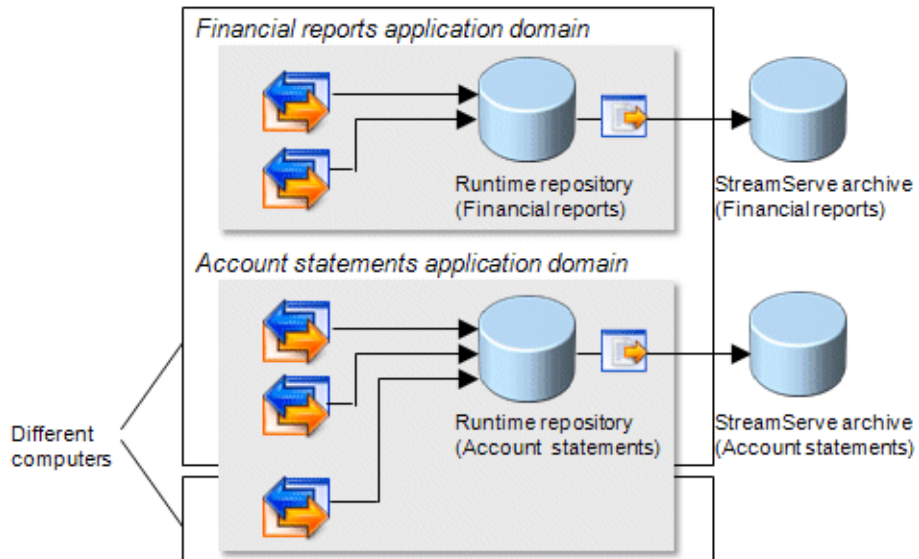 Financial reports application domain
Runtime repository
(Financial reports)
StreamServe archive
(Financial reports)
Account statements application domain
Runtime repository
(Account statements)
StreamServe archive
(Account statements)
Different
computers